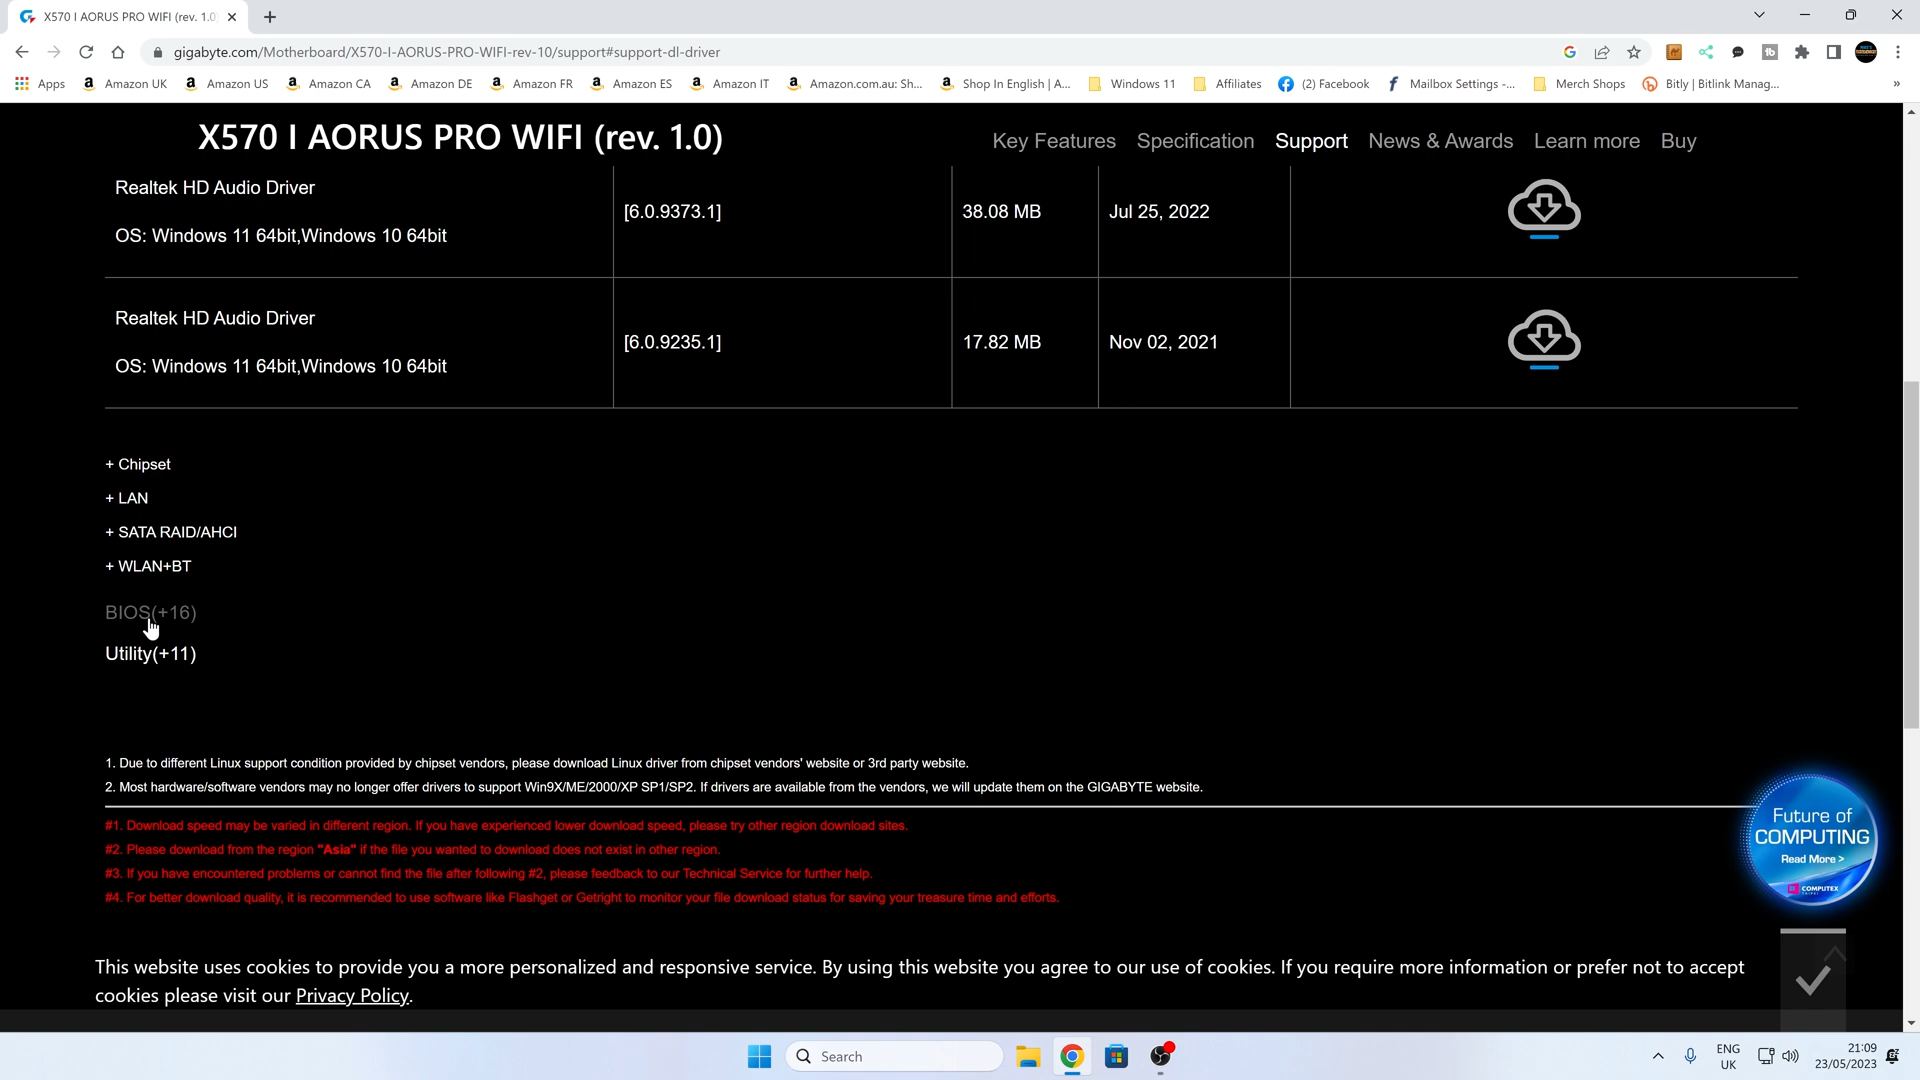 X570 I AORUS PRO WIFI (rev. 1.0)
gigabyte.com/Motherboard/X570-I-AORUS-PRO-WIFI-rev-10/support#support-dl-driver
Apps
Amazon UK
Amazon US
Amazon CA
Amazon DE
Amazon FR
Amazon ES
Amazon IT
Amazon.com.au: Sh...
Shop In English | A...
Windows 11
Affiliates
(2) Facebook
Mailbox Settings -...
Merch Shops
Bitly | Bitlink Manag...
X570 I AORUS PRO WIFI (rev. 1.0)
Key Features Specification Support News & Awards Learn more Buy
Realtek HD Audio Driver
OS: Windows 11 64bit,Windows 10 64bit
[6.0.9373.1]
38.08 MB
Jul 25, 2022
Realtek HD Audio Driver
OS: Windows 11 64bit,Windows 10 64bit
[6.0.9235.1]
17.82 MB
Nov 02, 2021
+ Chipset
+ LAN
+ SATA RAID/AHCI
+ WLAN+BT
BIOS(+16)
Utility(+11)
1. Due to different Linux support condition provided by chipset vendors, please download Linux driver from chipset vendors' website or 3rd party website.
2. Most hardware/software vendors may no longer offer drivers to support Win9X/ME/2000/XP SP1/SP2. If drivers are available from the vendors, we will update them on the GIGABYTE website.
#1. Download speed may be varied in different region. If you have experienced lower download speed, please try other region download sites.
#2. Please download from the region "Asia" if the file you wanted to download does not exist in other region.
#3. If you have encountered problems or cannot find the file after following #2, please feedback to our Technical Service for further help.
#4. For better download quality, it is recommended to use software like Flashget or Getright to monitor your file download status for saving your treasure time and efforts.
Future of
COMPUTING
Read More >
COMPUTEX
This website uses cookies to provide you a more personalized and responsive service. By using this website you agree to our use of cookies. If you require more information or prefer not to accept
cookies please visit our Privacy Policy.
Search
ENG
UK
21:09
23/05/2023